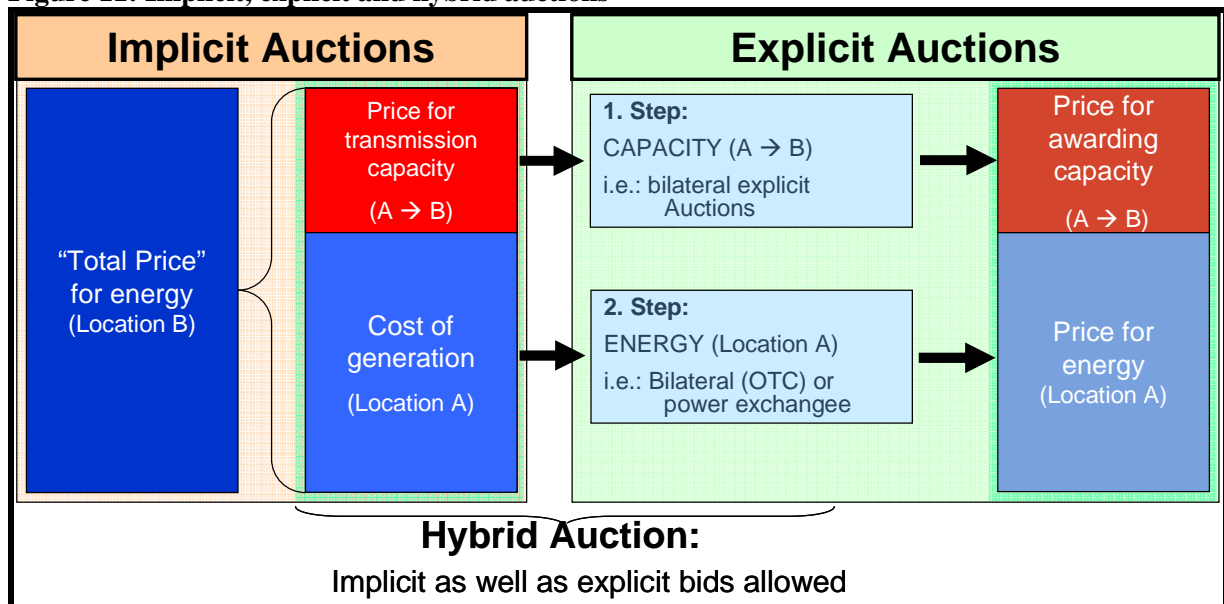 Implicit Auctions
Explicit Auctions
“Total Price”
for energy
(Location B)
Price for
transmission
capacity
(A → B)
Cost of
generation
(Location A)
1. Step:
CAPACITY (A → B)
i.e.: bilateral explicit
Auctions
2. Step:
ENERGY (Location A)
i.e.: Bilateral (OTC) or
power exchangee
Price for
awarding
capacity
(A → B)
Price for
energy
(Location A)
Hybrid Auction:
Implicit as well as explicit bids allowed